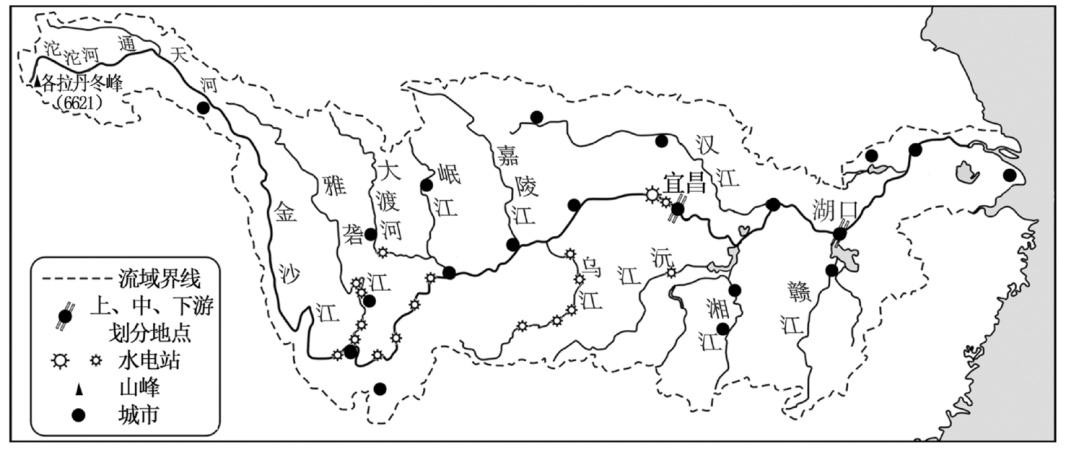 沱沱河
通天河
各拉丹冬峰
(6621)
金沙江
雅砻江
大渡河
岷江
嘉陵江
汉江
宜昌
乌江
沅江
湘江
赣江
湖口
流域界线
上、中、下游
划分地点
水电站
山峰
城市